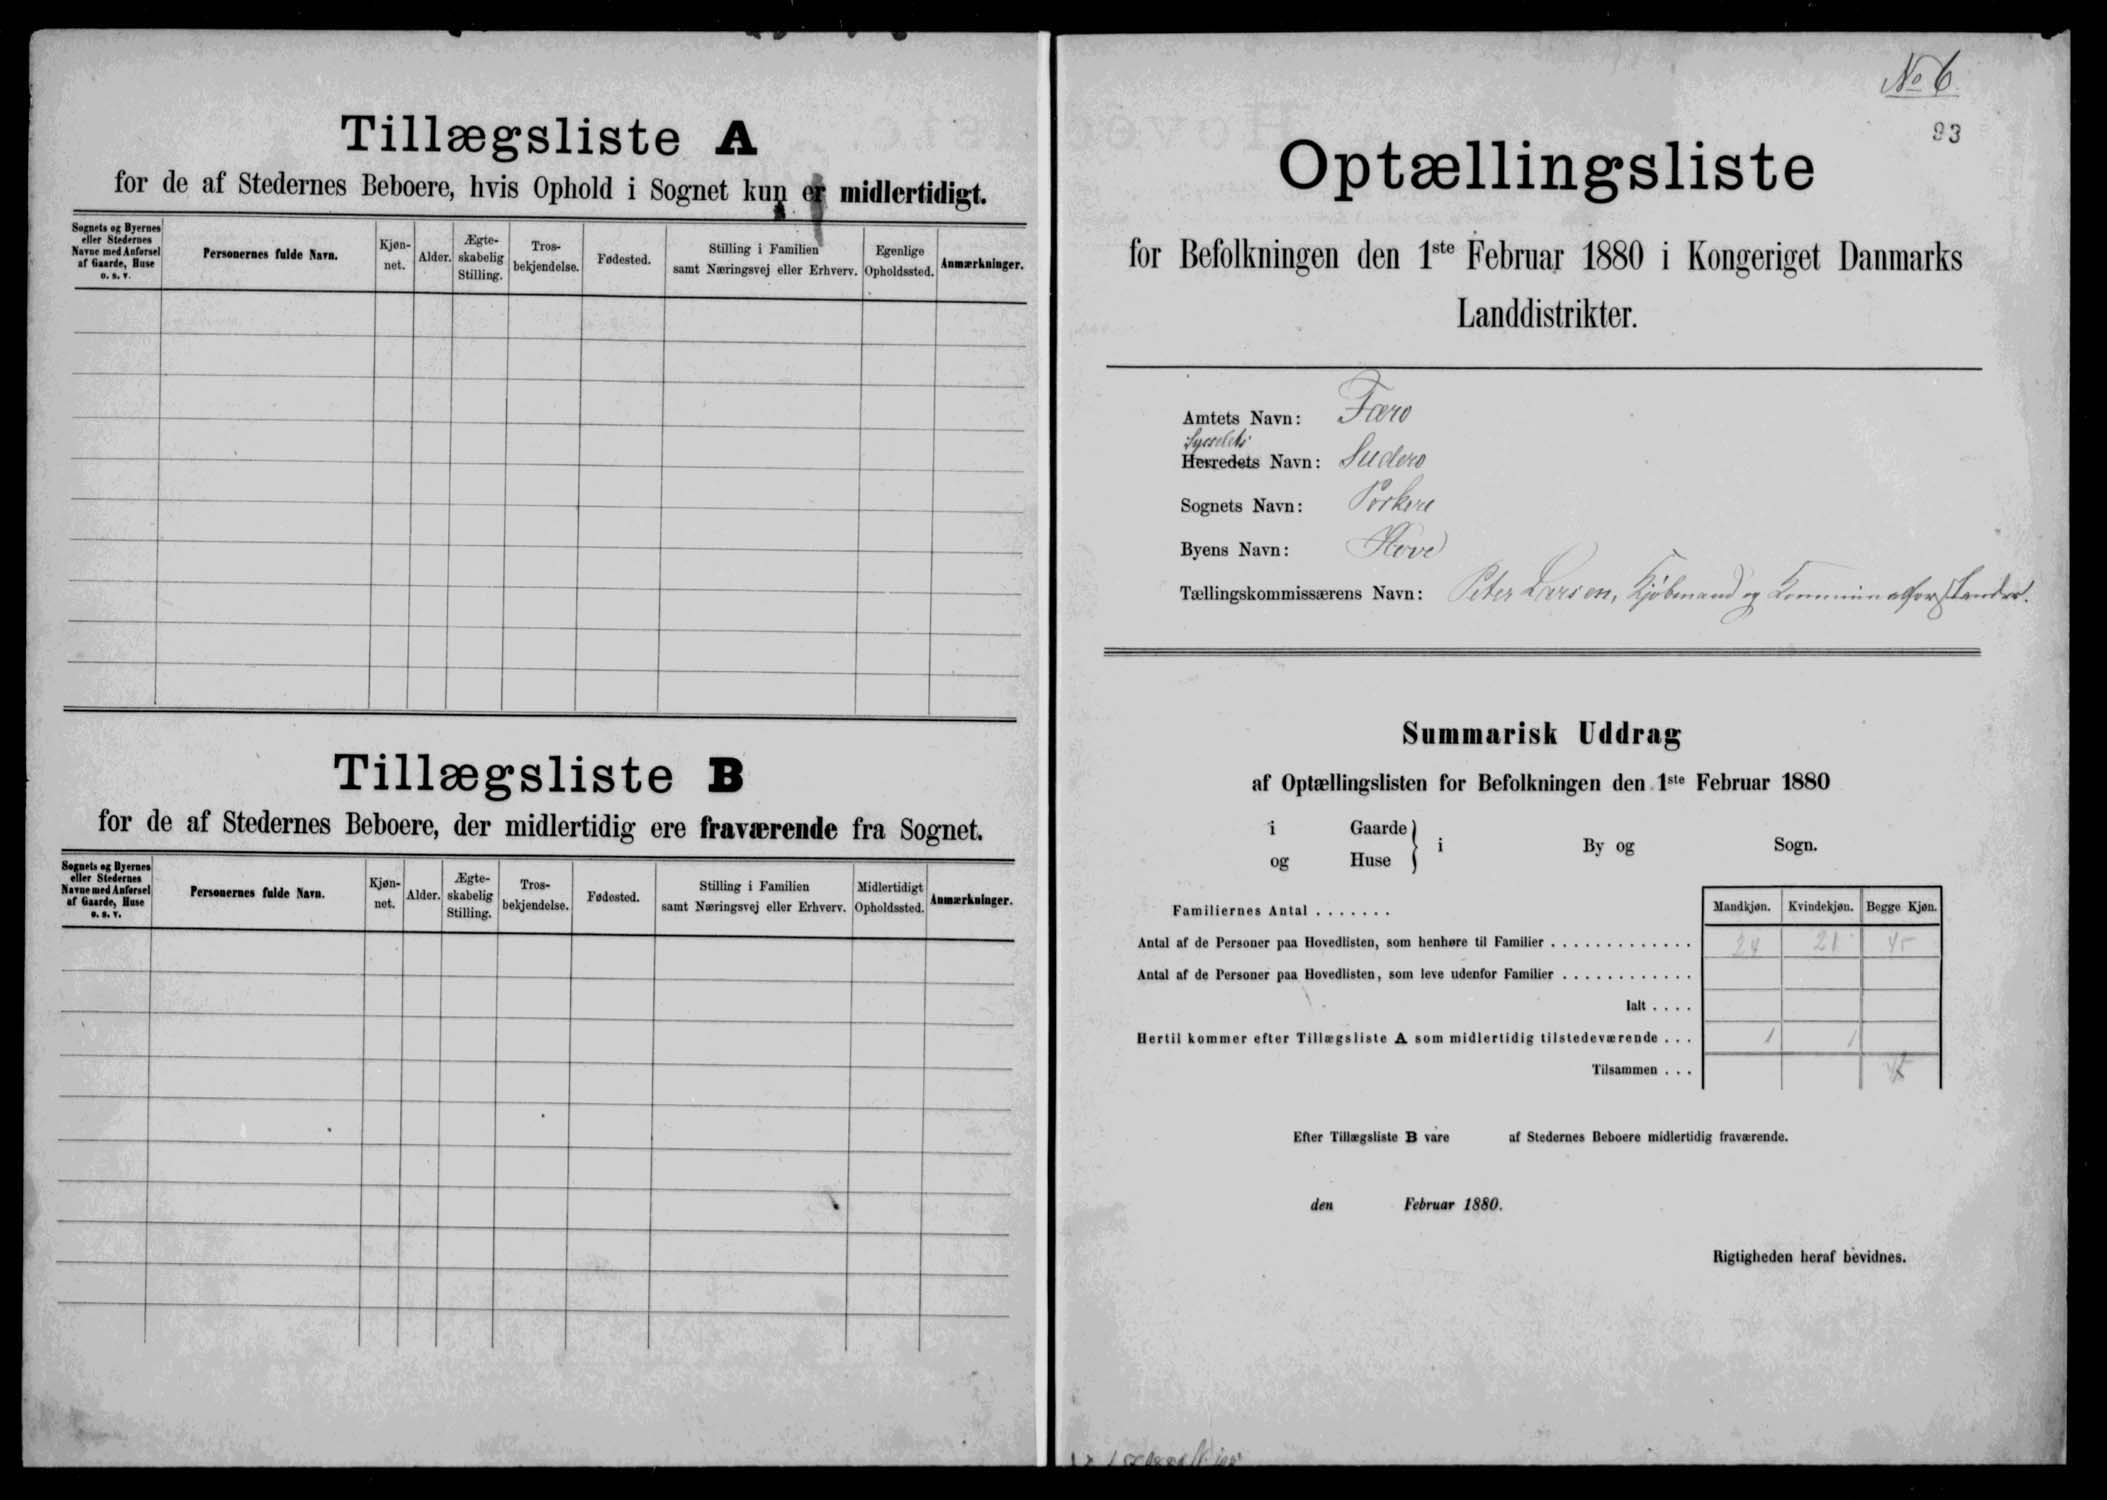 Tillægsliste A
for de af Stedernes Beboere, hvis Ophold i Sognet kun er midlertidigt.
Sognets og Byernes eller Stedernes Navne med Anførsel af Gaarde, Huse o. s. v.
Personernes fulde Navn.
Kjønnet.
Alder.
Ægteskabelig Stilling.
Trosbekjendelse.
Fødested.
Stilling i Familien samt Næringsvej eller Erhverv.
Egenlige Opholdssted.
Anmærkninger.
Tillægsliste B
for de af Stedernes Beboere, der midlertidig ere fraværende fra Sognet.
Sognets og Byernes eller Stedernes Navne med Anførsel af Gaarde, Huse o. s. v.
Personernes fulde Navn.
Kjønnet.
Alder.
Ægteskabelig Stilling.
Trosbekjendelse.
Fødested.
Stilling i Familien samt Næringsvej eller Erhverv.
Midlertidigt Opholdssted.
Anmærkninger.
No 6
93
Optællingsliste
for Befolkningen den 1ste Februar 1880 i Kongeriget Danmarks
Landdistrikter.
Amtets Navn: Færø
Sysselets
Herredets Navn: Suderø
Sognets Navn: Porkere
Byens Navn: Hove
Tællingskommissærens Navn: Peter Larsen, Kjøbmand og Kommunalforstander.
Summarisk Uddrag
af Optællingslisten for Befolkningen den 1ste Februar 1880
i Gaarde
og Huse } i By og Sogn.
Familiernes Antal . . . . . . .
Mandkjøn. Kvindekjøn. Begge Kjøn.
Antal af de Personer paa Hovedlisten, som henhøre til Familier . . . . . . . . . . . . . 24 21 45
Antal af de Personer paa Hovedlisten, som leve udenfor Familier . . . . . . . . . . . .
Ialt . . . .
Hertil kommer efter Tillægsliste A som midlertidig tilstedeværende . . . 1 1
Tilsammen . . .
Efter Tillægsliste B vare af Stedernes Beboere midlertidig fraværende.
den Februar 1880.
Rigtigheden heraf bevidnes.